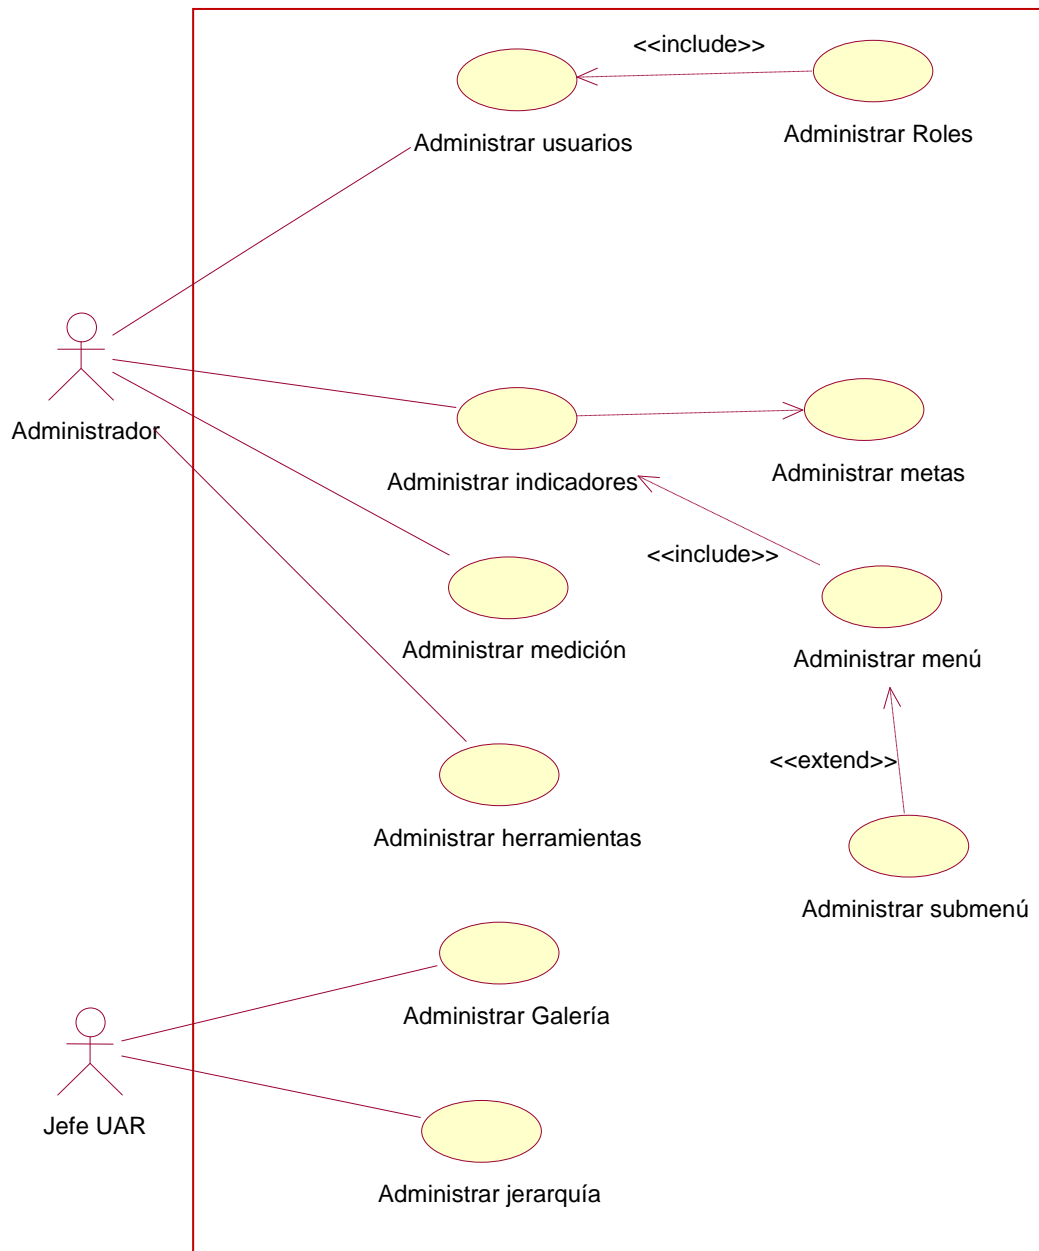 <<include>>
Administrar usuarios
Administrar Roles
Administrador
Administrar indicadores
Administrar metas
<<include>>
Administrar medición
Administrar menú
<<extend>>
Administrar herramientas
Administrar submenú
Administrar Galería
Jefe UAR
Administrar jerarquía